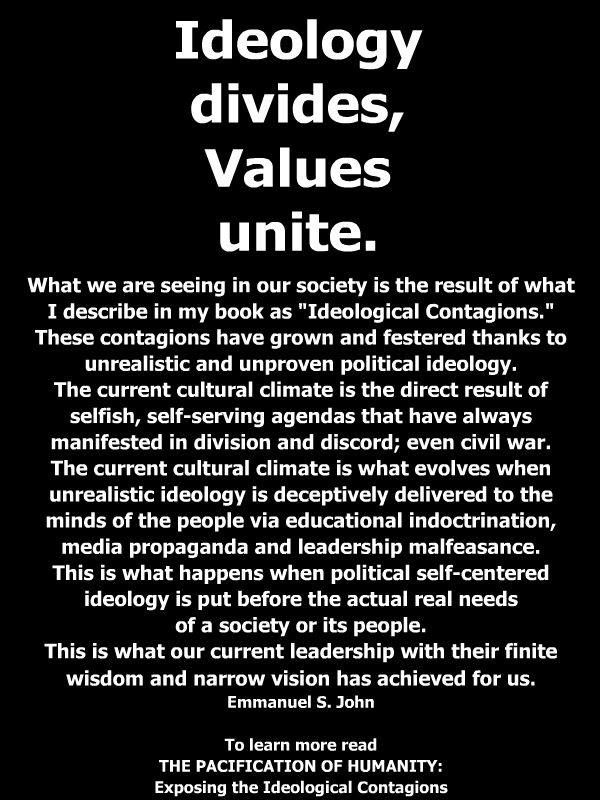 Ideology
divides,
Values
unite.
What we are seeing in our society is the result of what
I describe in my book as "Ideological Contagions."
These contagions have grown and festered thanks to
unrealistic and unproven political ideology.
The current cultural climate is the direct result of
selfish, self-serving agendas that have always
manifested in division and discord; even civil war.
The current cultural climate is what evolves when
unrealistic ideology is deceptively delivered to the
minds of the people via educational indoctrination,
media propaganda and leadership malfeasance.
This is what happens when political self-centered
ideology is put before the actual real needs
of a society or its people.
This is what our current leadership with their finite
wisdom and narrow vision has achieved for us.
Emmanuel S. John
To learn more read
THE PACIFICATION OF HUMANITY:
Exposing the Ideological Contagions